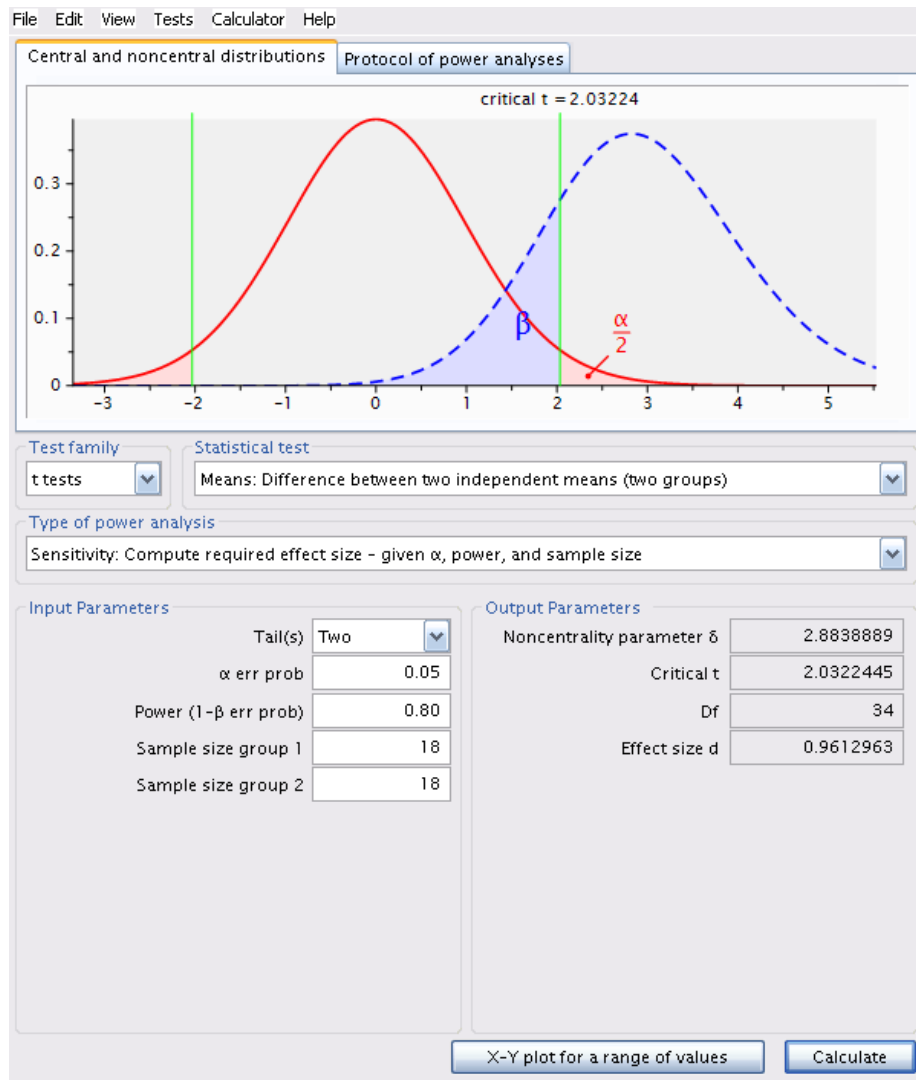 File Edit View Tests Calculator Help
Central and noncentral distributions Protocol of power analyses
critical t = 2.03224
0.3
0.2
0.1
0
β
α
2
-3 -2 -1 0 1 2 3 4 5
Test family Statistical test
t tests Means: Difference between two independent means (two groups)
Type of power analysis
Sensitivity: Compute required effect size – given α, power, and sample size
Input Parameters
Tail(s) Two
α err prob 0.05
Power (1-β err prob) 0.80
Sample size group 1 18
Sample size group 2 18
Output Parameters
Noncentrality parameter δ 2.8838889
Critical t 2.0322445
Df 34
Effect size d 0.9612963
X-Y plot for a range of values Calculate